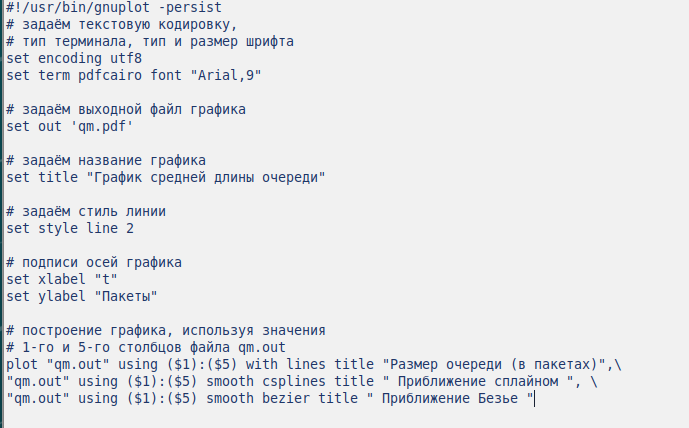 #!/usr/bin/gnuplot -persist
# задаём текстовую кодировку,
# тип терминала, тип и размер шрифта
set encoding utf8
set term pdfcairo font "Arial,9"
# задаём выходной файл графика
set out 'qm.pdf'
# задаём название графика
set title "График средней длины очереди"
# задаём стиль линии
set style line 2
# подписи осей графика
set xlabel "t"
set ylabel "Пакеты"
# построение графика, используя значения
# 1-го и 5-го столбцов файла qm.out
plot "qm.out" using ($1):($5) with lines title "Размер очереди (в пакетах)",\
"qm.out" using ($1):($5) smooth csplines title " Приближение сплайном ", \
"qm.out" using ($1):($5) smooth bezier title " Приближение Безье "